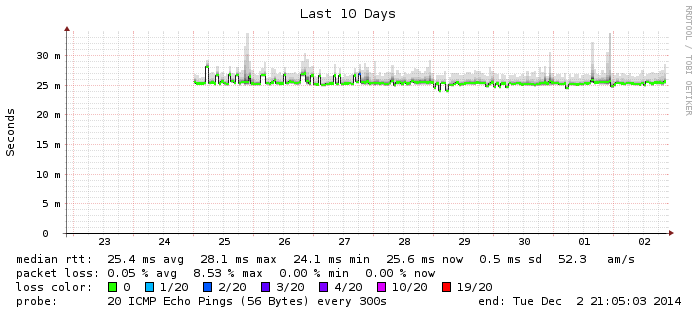 Last 10 Days
RRDTOOL / TOBI OETIKER
Seconds
30 m
25 m
20 m
15 m
10 m
5 m
0
23 24 25 26 27 28 29 30 01 02
median rtt: 25.4 ms avg 28.1 ms max 24.1 ms min 25.6 ms now 0.5 ms sd 52.3 am/s
packet loss: 0.05 % avg 8.53 % max 0.00 % min 0.00 % now
loss color: 0 1/20 2/20 3/20 4/20 10/20 19/20
probe: 20 ICMP Echo Pings (56 Bytes) every 300s end: Tue Dec 2 21:05:03 2014